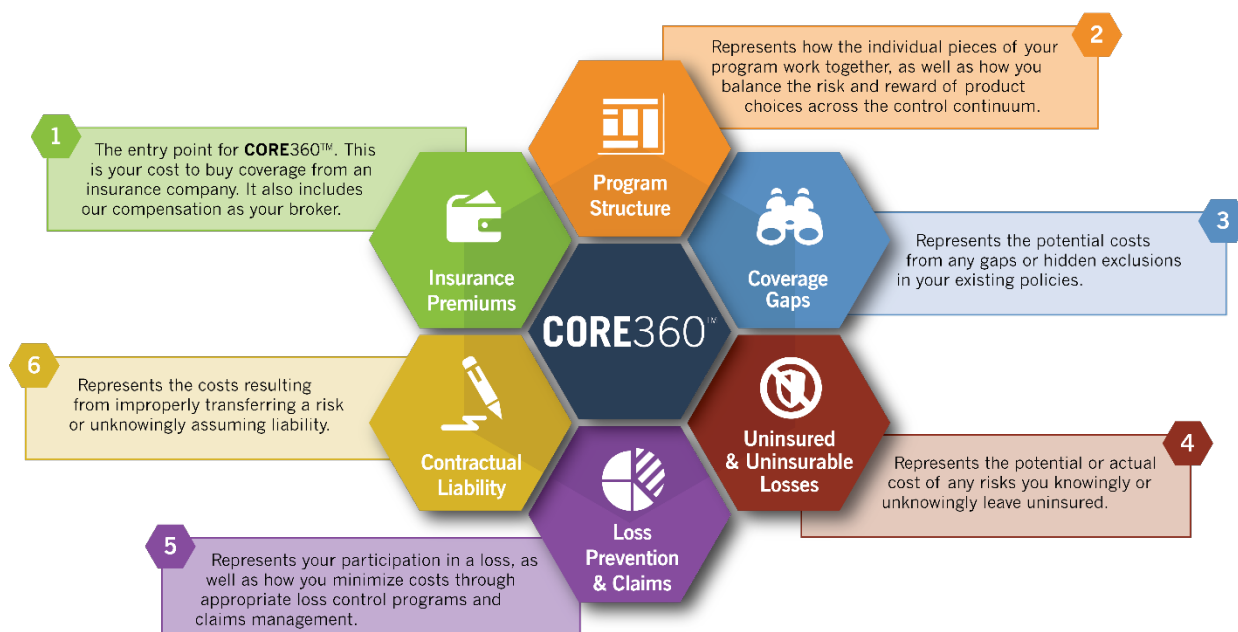 1
The entry point for CORE360™. This
is your cost to buy coverage from an
insurance company. It also includes
our compensation as your broker.
Insurance
Premiums
2
Represents how the individual pieces of your
program work together, as well as how you
balance the risk and reward of product
choices across the control continuum.
Program
Structure
3
Represents the potential costs
from any gaps or hidden exclusions
in your existing policies.
Coverage
Gaps
CORE360™
4
Represents the potential or actual
cost of any risks you knowingly or
unknowingly leave uninsured.
Uninsured
& Uninsurable
Losses
5
Represents your participation in a loss, as
well as how you minimize costs through
appropriate loss control programs and
claims management.
Loss
Prevention
& Claims
6
Represents the costs resulting
from improperly transferring a risk
or unknowingly assuming liability.
Contractual
Liability